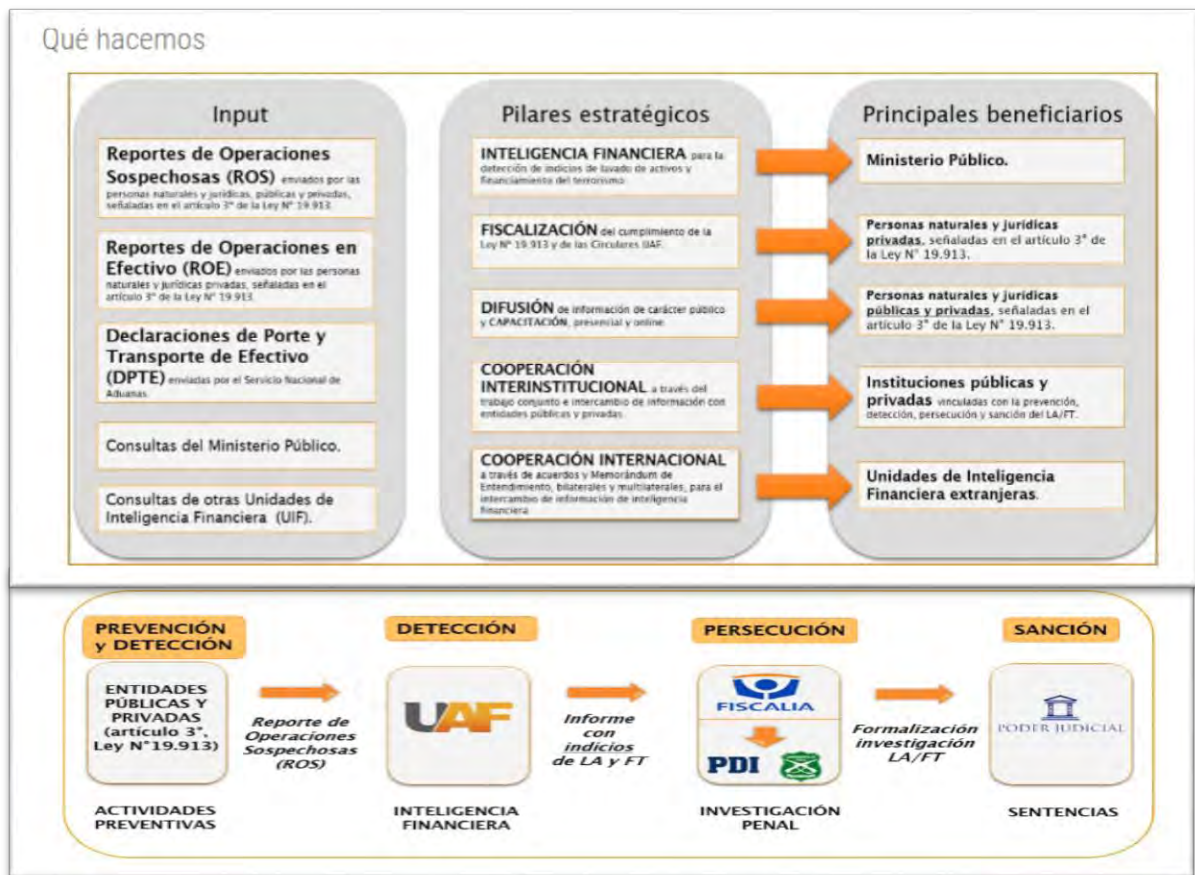 Qué hacemos
Input
Reportes de Operaciones
Sospechosas (ROS) enviados por las
personas naturales y jurídicas, públicas y privadas,
señaladas en el artículo 3° de la Ley N° 19.913.
Reportes de Operaciones en
Efectivo (ROE) enviados por las personas
naturales y jurídicas privadas, señaladas en el
artículo 3° de la Ley N° 19.913.
Declaraciones de Porte y
Transporte de Efectivo
(DPTE) enviadas por el Servicio Nacional de
Aduanas.
Consultas del Ministerio Público.
Consultas de otras Unidades de
Inteligencia Financiera (UIF).
Pilares estratégicos
INTELIGENCIA FINANCIERA para la
detección de indicios de lavado de activos y
financiamiento del terrorismo.
FISCALIZACIÓN del cumplimiento de la
Ley N° 19.913 y de las Circulares UAF.
DIFUSIÓN de información de carácter público
y CAPACITACIÓN, presencial y online.
COOPERACIÓN
INTERINSTITUCIONAL a través del
trabajo conjunto e intercambio de información con
entidades públicas y privadas.
COOPERACIÓN INTERNACIONAL
a través de acuerdos y Memorándum de
Entendimiento, bilaterales y multilaterales, para el
intercambio de información de inteligencia
financiera
Principales beneficiarios
Ministerio Público.
Personas naturales y jurídicas
privadas, señaladas en el artículo 3° de
la Ley N° 19.913.
Personas naturales y jurídicas
públicas y privadas, señaladas en el
artículo 3° de la Ley N° 19.913.
Instituciones públicas y
privadas vinculadas con la prevención,
detección, persecución y sanción del LA/FT.
Unidades de Inteligencia
Financiera extranjeras.
PREVENCIÓN
y DETECCIÓN
ENTIDADES
PÚBLICAS Y
PRIVADAS
(artículo 3°,
Ley N°19.913)
ACTIVIDADES
PREVENTIVAS
Reporte de
Operaciones
Sospechosas
(ROS)
DETECCIÓN
UAF
INTELIGENCIA
FINANCIERA
Informe
con
indicios
de LA y FT
PERSECUCIÓN
FISCALIA
PDI
INVESTIGACIÓN
PENAL
Formalización
investigación
LA/FT
SANCIÓN
PODER JUDICIAL
SENTENCIAS